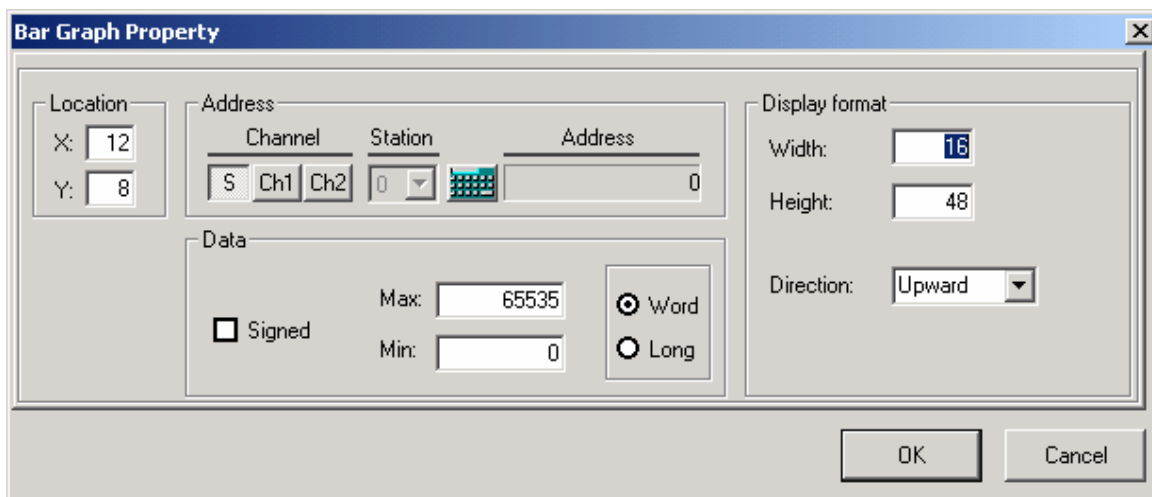 Bar Graph Property
Location
X: 12
Y: 8
Address
Channel Station Address
S Ch1 Ch2 0 0
Data
Signed
Max: 65535
Min: 0
Word
Long
Display format
Width: 16
Height: 48
Direction: Upward
OK Cancel